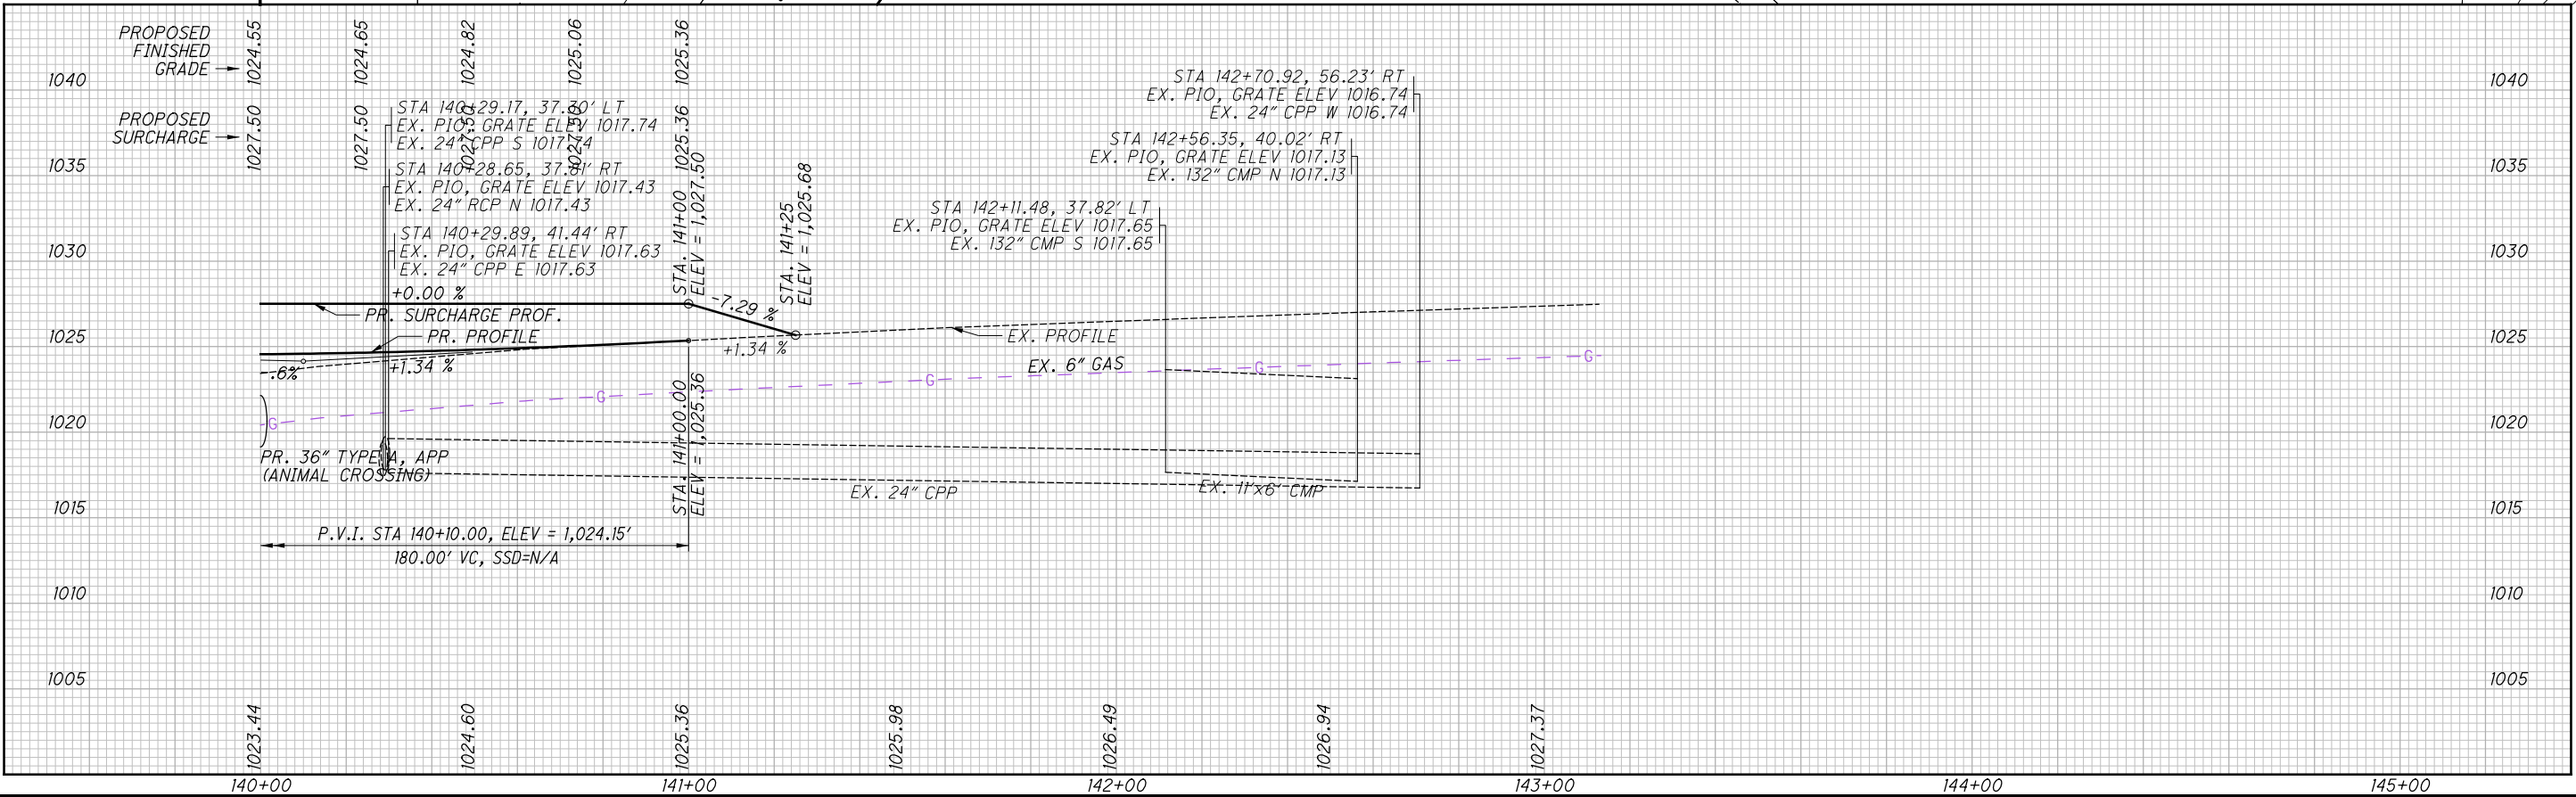 PROPOSED
FINISHED
GRADE
1024.55
1024.65
1024.82
1025.06
1025.36
PROPOSED
SURCHARGE
1027.50
1027.50
1027.50
1027.50
1025.36
1040
1035
1030
1025
1020
1015
1010
1005
STA 140+29.17, 37.30' LT
EX. PIO, GRATE ELEV 1017.74
EX. 24" CPP S 1017.74
STA 140+28.65, 37.81' RT
EX. PIO, GRATE ELEV 1017.43
EX. 24" RCP N 1017.43
STA 140+29.89, 41.44' RT
EX. PIO, GRATE ELEV 1017.63
EX. 24" CPP E 1017.63
STA. 141+00
ELEV = 1,027.50
STA. 141+25
ELEV = 1,025.68
STA 142+70.92, 56.23' RT
EX. PIO, GRATE ELEV 1016.74
EX. 24" CPP W 1016.74
STA 142+56.35, 40.02' RT
EX. PIO, GRATE ELEV 1017.13
EX. 132" CMP N 1017.13
STA 142+11.48, 37.82' LT
EX. PIO, GRATE ELEV 1017.65
EX. 132" CMP S 1017.65
+0.00 %
-7.29 %
PR. SURCHARGE PROF.
PR. PROFILE
EX. PROFILE
+1.34 %
+1.34 %
.6%
EX. 6" GAS
G
G
G
G
G
PR. 36" TYPE A, APP
(ANIMAL CROSSING)
STA. 141+00.00
ELEV = 1,025.36
EX. 24" CPP
EX. 11'x6' CMP
P.V.I. STA 140+10.00, ELEV = 1,024.15'
180.00' VC, SSD=N/A
1040
1035
1030
1025
1020
1015
1010
1005
1023.44
1024.60
1025.36
1025.98
1026.49
1026.94
1027.37
140+00
141+00
142+00
143+00
144+00
145+00